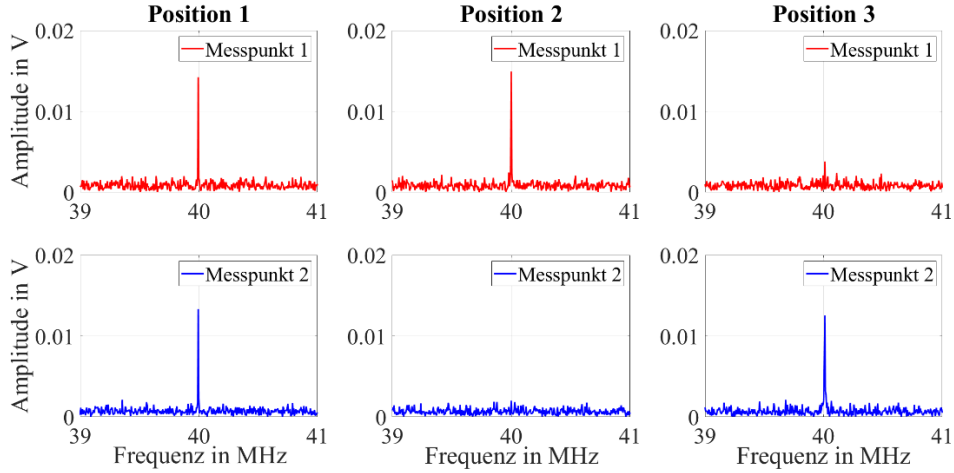 Position 1
Position 2
Position 3
Amplitude in V
0.02
0.01
0
39
40
41
Messpunkt 1
0.02
0.01
0
39
40
41
Messpunkt 1
0.02
0.01
0
39
40
41
Messpunkt 1
Amplitude in V
0.02
0.01
0
39
40
41
Frequenz in MHz
Messpunkt 2
0.02
0.01
0
39
40
41
Frequenz in MHz
Messpunkt 2
0.02
0.01
0
39
40
41
Frequenz in MHz
Messpunkt 2